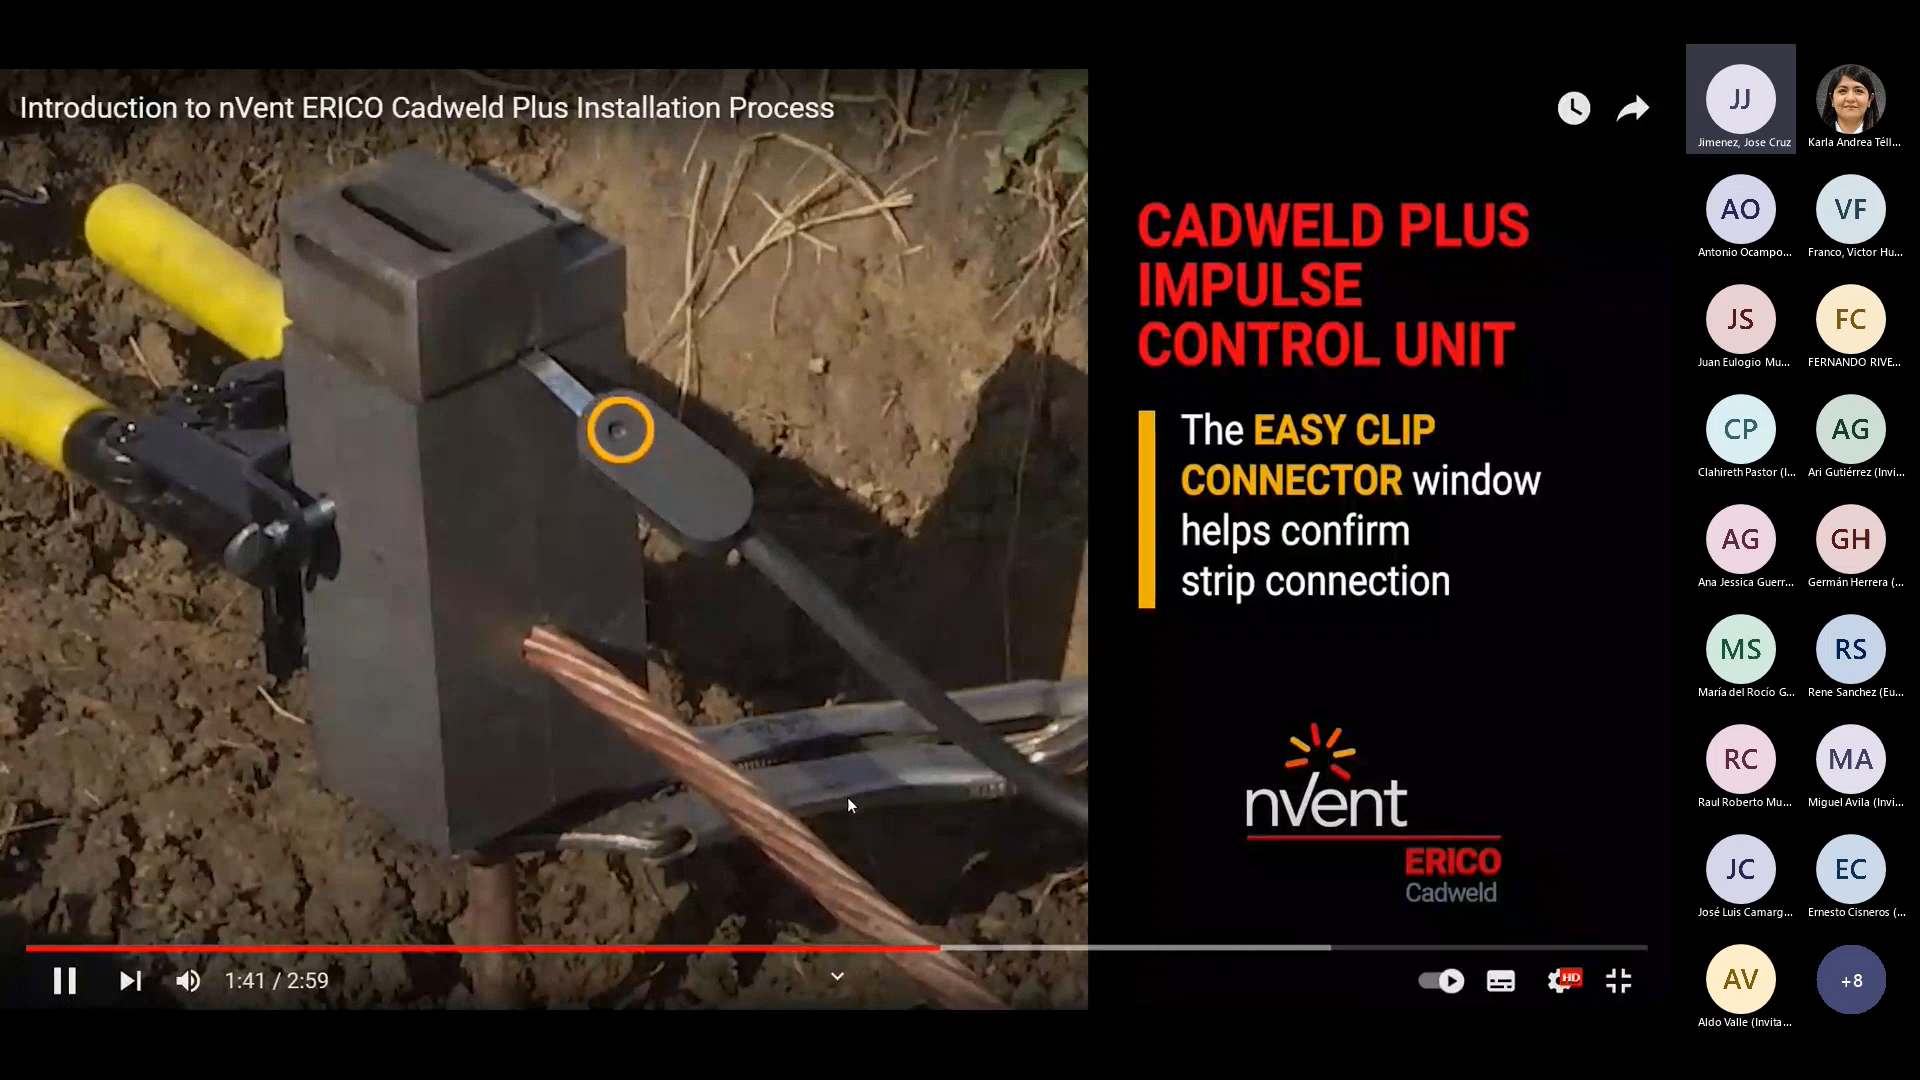 Introduction to nVent ERICO Cadweld Plus Installation Process
CADWELD PLUS
IMPULSE
CONTROL UNIT
The EASY CLIP
CONNECTOR window
helps confirm
strip connection
nVent
ERICO
Cadweld
1:41 / 2:59
HD
JJ
Jimenez, Jose Cruz
Karla Andrea Téll...
AO
Antonio Ocampo...
VF
Franco, Victor Hu...
JS
Juan Eulogio Mu...
FC
FERNANDO RIVE...
CP
Clahireth Pastor (I...
AG
Ari Gutiérrez (Invi...
AG
Ana Jessica Guerr...
GH
Germán Herrera (...
MS
María del Rocío G...
RS
Rene Sanchez (Eu...
RC
Raul Roberto Mu...
MA
Miguel Avila (Invi...
JC
José Luis Camarg...
EC
Ernesto Cisneros (...
AV
Aldo Valle (Invita...
+8